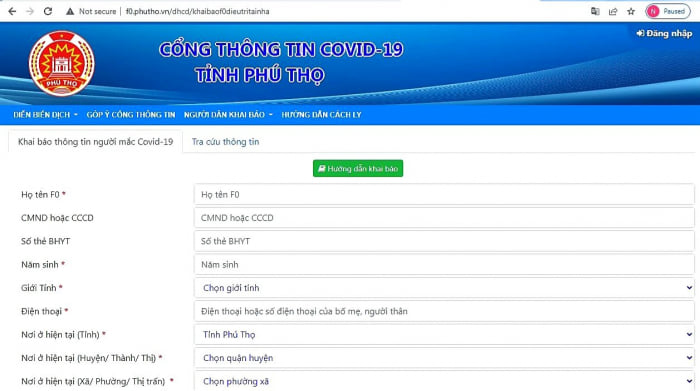 Not secure | f0.phutho.vn/dhcd/khaibaof0dieutritainha
N Paused
Đăng nhập
CỔNG THÔNG TIN COVID-19
TỈNH PHÚ THỌ
PHÚ THỌ
DIỄN BIẾN DỊCH GÓP Ý CỔNG THÔNG TIN NGƯỜI DÂN KHAI BÁO HƯỚNG DẪN CÁCH LY
Khai báo thông tin người mắc Covid-19 Tra cứu thông tin
Hướng dẫn khai báo
Họ tên F0 * Họ tên F0
CMND hoặc CCCD CMND hoặc CCCD
Số thẻ BHYT Số thẻ BHYT
Năm sinh * Năm sinh
Giới Tính * Chọn giới tính
Điện thoại * Điện thoại hoặc số điện thoại của bố mẹ, người thân
Nơi ở hiện tại (Tỉnh) * Tỉnh Phú Thọ
Nơi ở hiện tại (Huyện/ Thành/ Thị) * Chọn quận huyện
Nơi ở hiện tại (Xã/ Phường/ Thị trấn) * Chọn phường xã